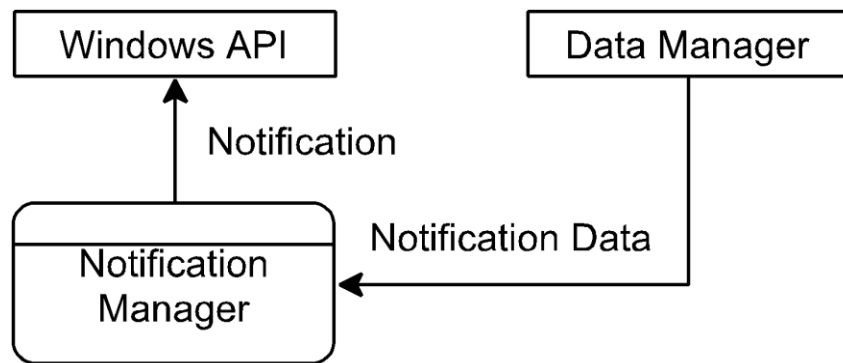 Windows API
Data Manager
Notification
Notification Data
Notification
Manager